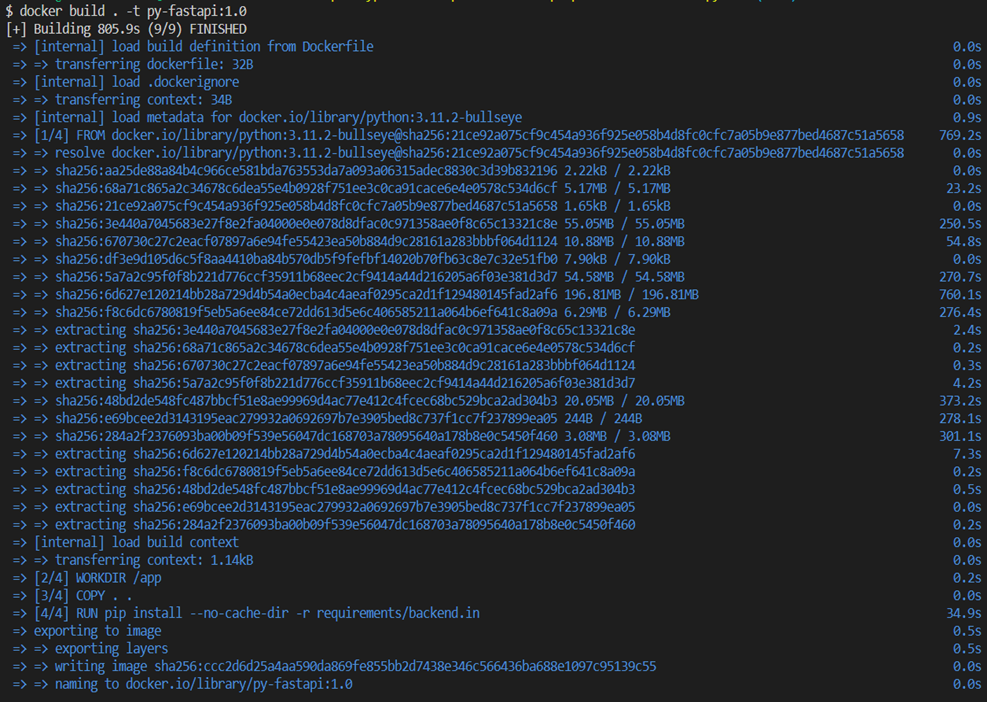 $ docker build . -t py-fastapi:1.0
[+] Building 805.9s (9/9) FINISHED
=> [internal] load build definition from Dockerfile 0.0s
=> => transferring dockerfile: 32B 0.0s
=> [internal] load .dockerignore 0.0s
=> => transferring context: 34B 0.0s
=> [internal] load metadata for docker.io/library/python:3.11.2-bullseye 0.9s
=> [1/4] FROM docker.io/library/python:3.11.2-bullseye@sha256:21ce92a075cf9c454a936f925e058b4d8fc0cfc7a05b9e877bed4687c51a5658 769.2s
=> => resolve docker.io/library/python:3.11.2-bullseye@sha256:21ce92a075cf9c454a936f925e058b4d8fc0cfc7a05b9e877bed4687c51a5658 0.0s
=> => sha256:aa25de88a84b4c966ce581bda763553da7a093a06315adec8830c3d39b832196 2.22kB / 2.22kB 0.0s
=> => sha256:68a71c865a2c34678c6dea55e4b0928f751ee3c0ca91cace6e4e0578c534d6cf 5.17MB / 5.17MB 23.2s
=> => sha256:21ce92a075cf9c454a936f925e058b4d8fc0cfc7a05b9e877bed4687c51a5658 1.65kB / 1.65kB 0.0s
=> => sha256:3e440a7045683e27f8e2fa04000e0e078d8dfac0c971358ae0f8c65c13321c8e 55.05MB / 55.05MB 250.5s
=> => sha256:670730c27c2eacf07897a6e94fe55423ea50b884d9c28161a283bbbf064d1124 10.88MB / 10.88MB 54.8s
=> => sha256:df3e9d105d6c5f8aa4410ba84b570db5f9fefbf14020b70fb63c8e7c32e51fb0 7.90kB / 7.90kB 0.0s
=> => sha256:5a7a2c95f0f8b221d776ccf35911b68eec2cf9414a44d216205a6f03e381d3d7 54.58MB / 54.58MB 270.7s
=> => sha256:6d627e120214bb28a729d4b54a0ecba4c4aeaf0295ca2d1f129480145fad2af6 196.81MB / 196.81MB 760.1s
=> => sha256:f8c6dc6780819f5eb5a6ee84ce72dd613d5e6c406585211a064b6ef641c8a09a 6.29MB / 6.29MB 276.4s
=> => extracting sha256:3e440a7045683e27f8e2fa04000e0e078d8dfac0c971358ae0f8c65c13321c8e 2.4s
=> => extracting sha256:68a71c865a2c34678c6dea55e4b0928f751ee3c0ca91cace6e4e0578c534d6cf 0.2s
=> => extracting sha256:670730c27c2eacf07897a6e94fe55423ea50b884d9c28161a283bbbf064d1124 0.3s
=> => extracting sha256:5a7a2c95f0f8b221d776ccf35911b68eec2cf9414a44d216205a6f03e381d3d7 4.2s
=> => sha256:48bd2de548fc487bbcf51e8ae99969d4ac77e412c4fcec68bc529bca2ad304b3 20.05MB / 20.05MB 373.2s
=> => sha256:e69bcee2d3143195eac279932a0692697b7e3905bed8c737f1cc7f237899ea05 244B / 244B 278.1s
=> => sha256:284a2f2376093ba00b09f539e56047dc168703a78095640a178b8e0c5450f460 3.08MB / 3.08MB 301.1s
=> => extracting sha256:6d627e120214bb28a729d4b54a0ecba4c4aeaf0295ca2d1f129480145fad2af6 7.3s
=> => extracting sha256:f8c6dc6780819f5eb5a6ee84ce72dd613d5e6c406585211a064b6ef641c8a09a 0.2s
=> => extracting sha256:48bd2de548fc487bbcf51e8ae99969d4ac77e412c4fcec68bc529bca2ad304b3 0.5s
=> => extracting sha256:e69bcee2d3143195eac279932a0692697b7e3905bed8c737f1cc7f237899ea05 0.0s
=> => extracting sha256:284a2f2376093ba00b09f539e56047dc168703a78095640a178b8e0c5450f460 0.2s
=> [internal] load build context 0.0s
=> => transferring context: 1.14kB 0.0s
=> [2/4] WORKDIR /app 0.2s
=> [3/4] COPY . . 0.0s
=> [4/4] RUN pip install --no-cache-dir -r requirements/backend.in 34.9s
=> exporting to image 0.5s
=> => exporting layers 0.5s
=> => writing image sha256:ccc2d6d25a4aa590da869fe855bb2d7438e346c566436ba688e1097c95139c55 0.0s
=> => naming to docker.io/library/py-fastapi:1.0 0.0s